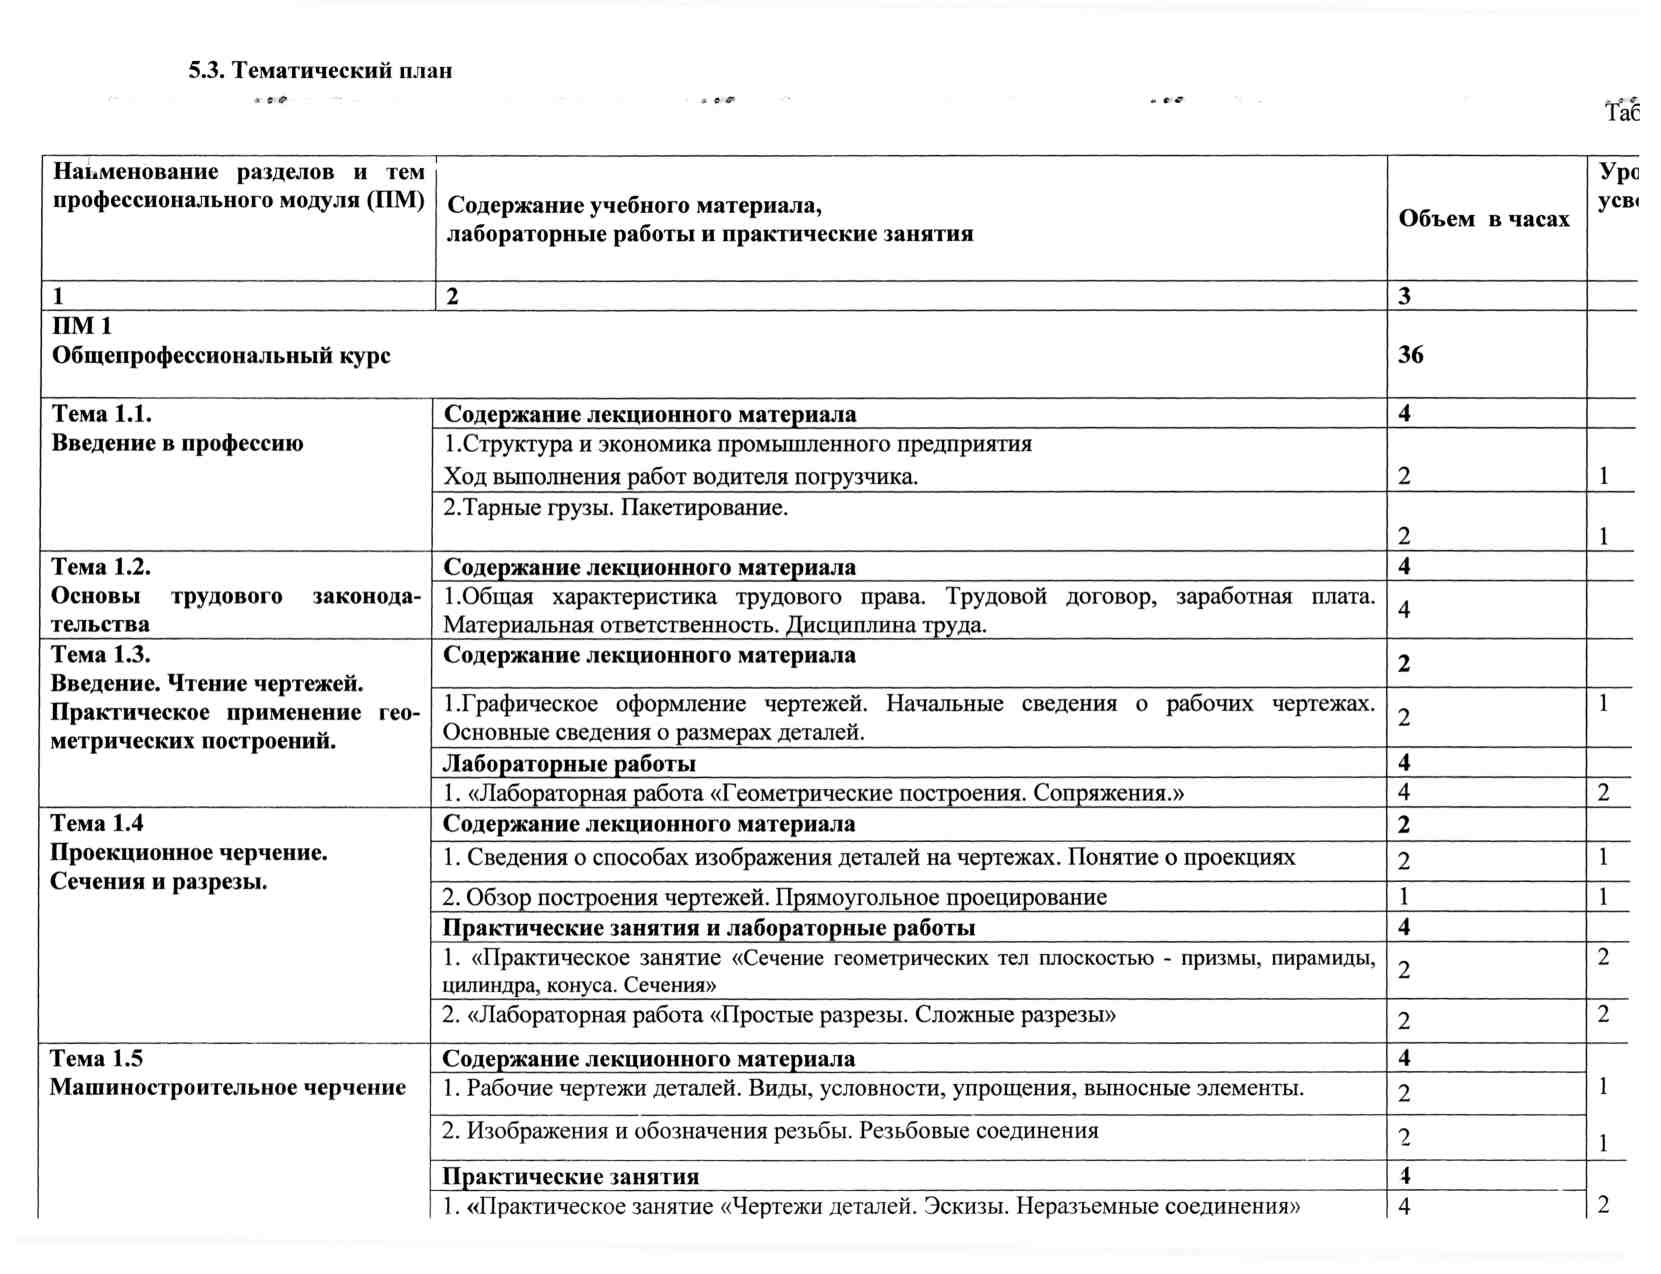 5.3. Тематический план
Наименование разделов и тем
профессионального модуля (ПМ)
Содержание учебного материала,
лабораторные работы и практические занятия
Объем в часах
1
2
3
ПМ 1
Общепрофессиональный курс
36
Тема 1.1.
Введение в профессию
Содержание лекционного материала
4
1.Структура и экономика промышленного предприятия
Ход выполнения работ водителя погрузчика.
2
1
2.Тарные грузы. Пакетирование.
2
1
Тема 1.2.
Основы трудового законода-
тельства
Содержание лекционного материала
4
1.Общая характеристика трудового права. Трудовой договор, заработная плата.
Материальная ответственность. Дисциплина труда.
4
Тема 1.3.
Введение. Чтение чертежей.
Практическое применение гео-
метрических построений.
Содержание лекционного материала
2
1.Графическое оформление чертежей. Начальные сведения о рабочих чертежах.
Основные сведения о размерах деталей.
2
1
Лабораторные работы
4
1. «Лабораторная работа «Геометрические построения. Сопряжения.»
4
2
Тема 1.4
Проекционное черчение.
Сечения и разрезы.
Содержание лекционного материала
2
1. Сведения о способах изображения деталей на чертежах. Понятие о проекциях
2
1
2. Обзор построения чертежей. Прямоугольное проецирование
1
1
Практические занятия и лабораторные работы
4
1. «Практическое занятие «Сечение геометрических тел плоскостью - призмы, пирамиды,
цилиндра, конуса. Сечения»
2
2
2. «Лабораторная работа «Простые разрезы. Сложные разрезы»
2
2
Тема 1.5
Машиностроительное черчение
Содержание лекционного материала
4
1. Рабочие чертежи деталей. Виды, условности, упрощения, выносные элементы.
2
1
2. Изображения и обозначения резьбы. Резьбовые соединения
2
1
Практические занятия
4
1. «Практическое занятие «Чертежи деталей. Эскизы. Неразъемные соединения»
4
2